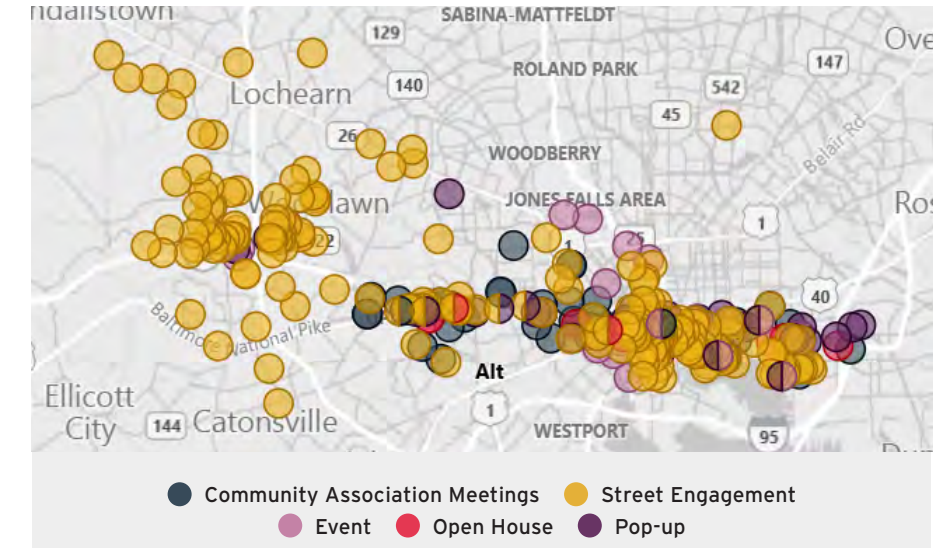 ndallstown
SABINA-MATTFELDT
129
Ove
147
ROLAND PARK
140
542
Lochearn
45
26
Belair Rd
WOODBERRY
JONES FALLS AREA
Ros
1
1
25
22
40
Baltimore National Pike
Alt
Ellicott
City
1
144
Catonsville
WESTPORT
95
Community Association Meetings
Street Engagement
Event
Open House
Pop-up